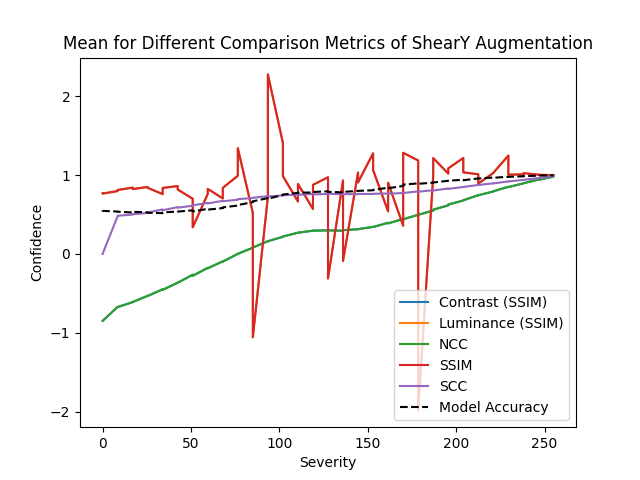 Mean for Different Comparison Metrics of ShearY Augmentation
Confidence
2
1
0
−1
−2
0 50 100 150 200 250
Severity
Contrast (SSIM)
Luminance (SSIM)
NCC
SSIM
SCC
Model Accuracy